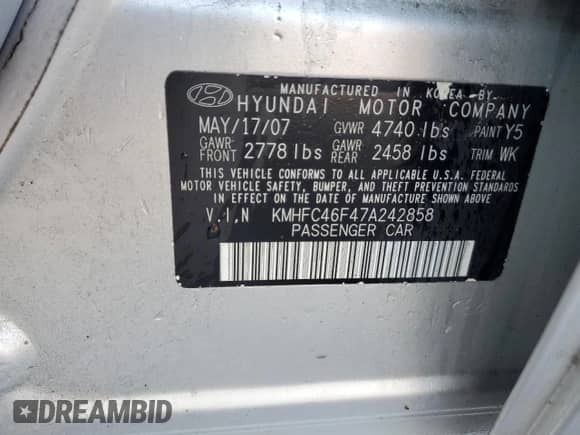 MANUFACTURED IN KOREA BY:
HYUNDAI MOTOR COMPANY
MAY/17/07 GVWR 4740 lbs PAINT Y5
GAWR FRONT 2778 lbs GAWR REAR 2458 lbs TRIM WK
THIS VEHICLE CONFORMS TO ALL APPLICABLE U.S.A. FEDERAL
MOTOR VEHICLE SAFETY, BUMPER, AND THEFT PREVENTION STANDARDS
IN EFFECT ON THE DATE OF MANUFACTURE SHOWN ABOVE.
V.I.N KMHFC46F47A242858
PASSENGER CAR
DREAMBID